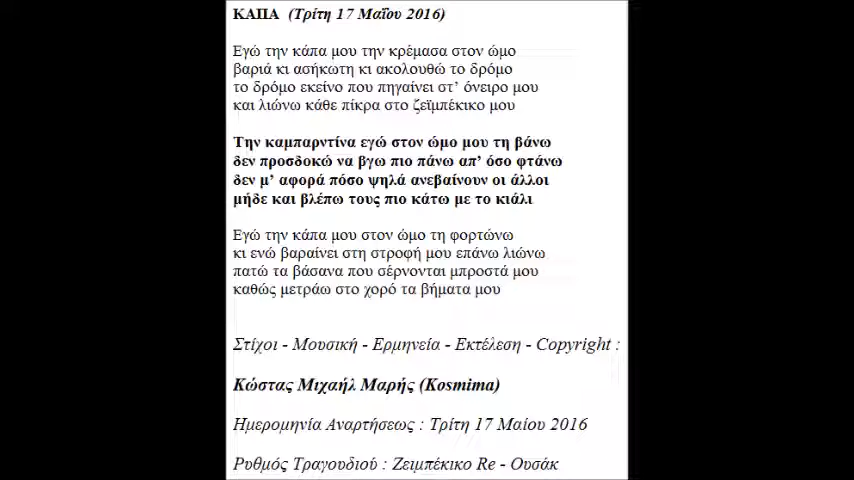 ΚΑΠΑ (Τρίτη 17 Μαΐου 2016)
Εγώ την κάπα μου την κρέμασα στον ώμο
βαριά κι ασήκωτη κι ακολουθώ το δρόμο
το δρόμο εκείνο που πηγαίνει στ’ όνειρο μου
και λιώνω κάθε πίκρα στο ζεϊμπέκικο μου
Την καμπαρντίνα εγώ στον ώμο μου τη βάνω
δεν προσδοκώ να βγω πιο πάνω απ’ όσο φτάνω
δεν μ’ αφορά πόσο ψηλά ανεβαίνουν οι άλλοι
μήδε και βλέπω τους πιο κάτω με το κιάλι
Εγώ την κάπα μου στον ώμο τη φορτώνω
κι ενώ βαραίνει στη στροφή μου επάνω λιώνω
πατώ τα βάσανα που σέρνονται μπροστά μου
καθώς μετράω στο χορό τα βήματα μου
Στίχοι - Μουσική - Ερμηνεία - Εκτέλεση - Copyright :
Κώστας Μιχαήλ Μαρής (Kosmima)
Ημερομηνία Αναρτήσεως : Τρίτη 17 Μαίου 2016
Ρυθμός Τραγουδιού : Ζειμπέκικο Re - Ουσάκ